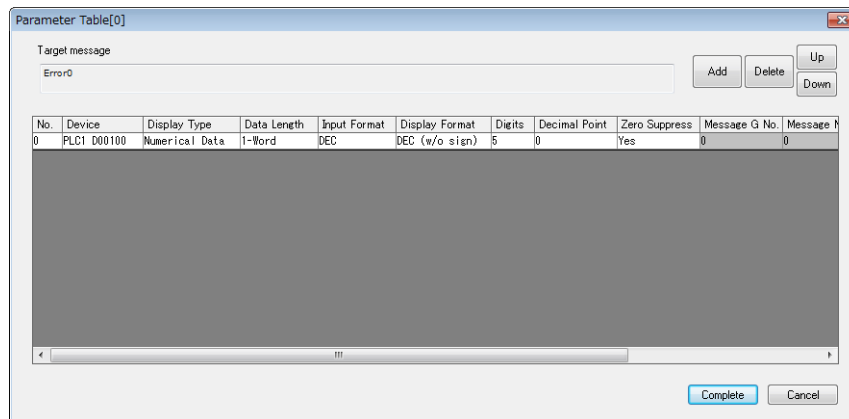 Parameter Table[0]
Target message
Error0
Add Delete Up
Down
No. Device Display Type Data Length Input Format Display Format Digits Decimal Point Zero Suppress Message G No. Message
0 PLC1 D00100 Numerical Data 1-Word DEC DEC (w/o sign) 5 0 Yes 0 0
Complete Cancel